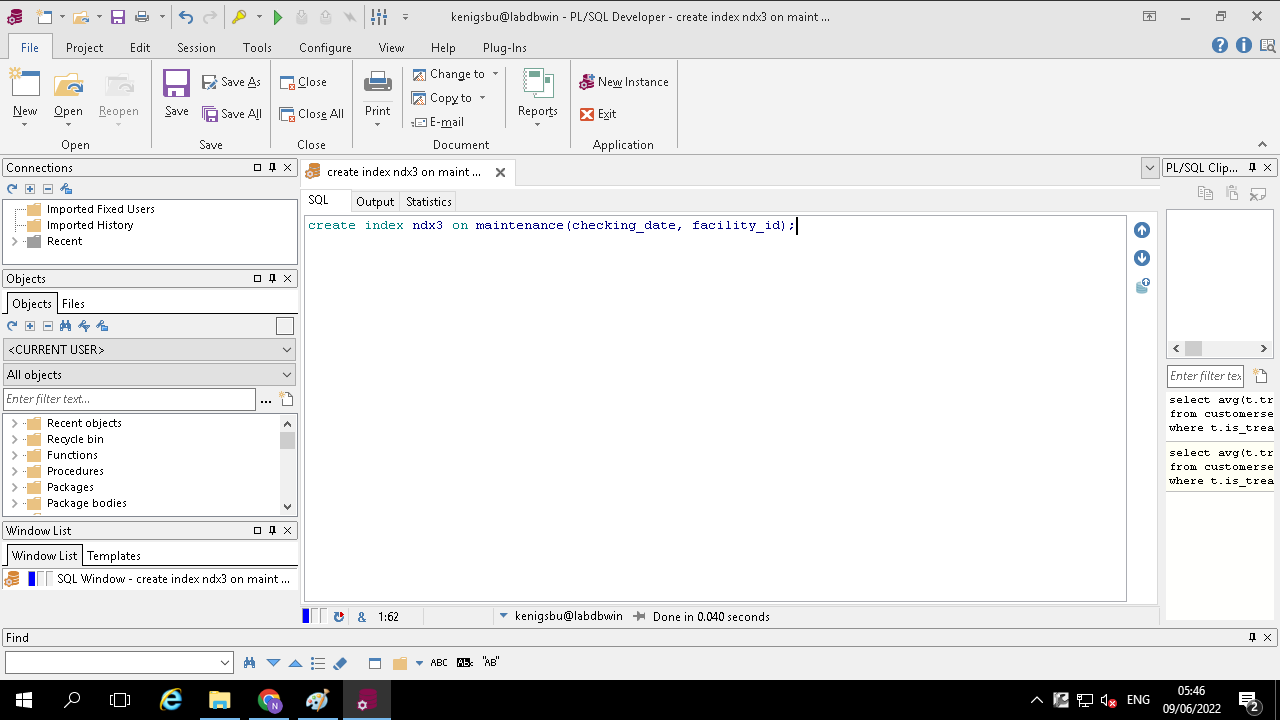 kenigsbu@labdbwin - PL/SQL Developer - create index ndx3 on maint ...
File Project Edit Session Tools Configure View Help Plug-Ins
New
Open
Reopen
Open
Save
Save As
Save All
Save
Close
Close All
Close
Print
Change to
Copy to
E-mail
Reports
Document
New Instance
Exit
Application
Connections
Imported Fixed Users
Imported History
Recent
Objects
Objects Files
<CURRENT USER>
All objects
Enter filter text... ...
Recent objects
Recycle bin
Functions
Procedures
Packages
Package bodies
Window List
Window List Templates
SQL Window - create index ndx3 on maint ...
create index ndx3 on maint ...
SQL Output Statistics
create index ndx3 on maintenance(checking_date, facility_id);
& 1:62 kenigsbu@labdbwin Done in 0.040 seconds
PL/SQL Clip...
Enter filter tex
select avg(t.tr
from customerse
where t.is_trea
select avg(t.tr
from customerse
where t.is_trea
Find
ABC AB "AB"
ENG
05:46
09/06/2022
2